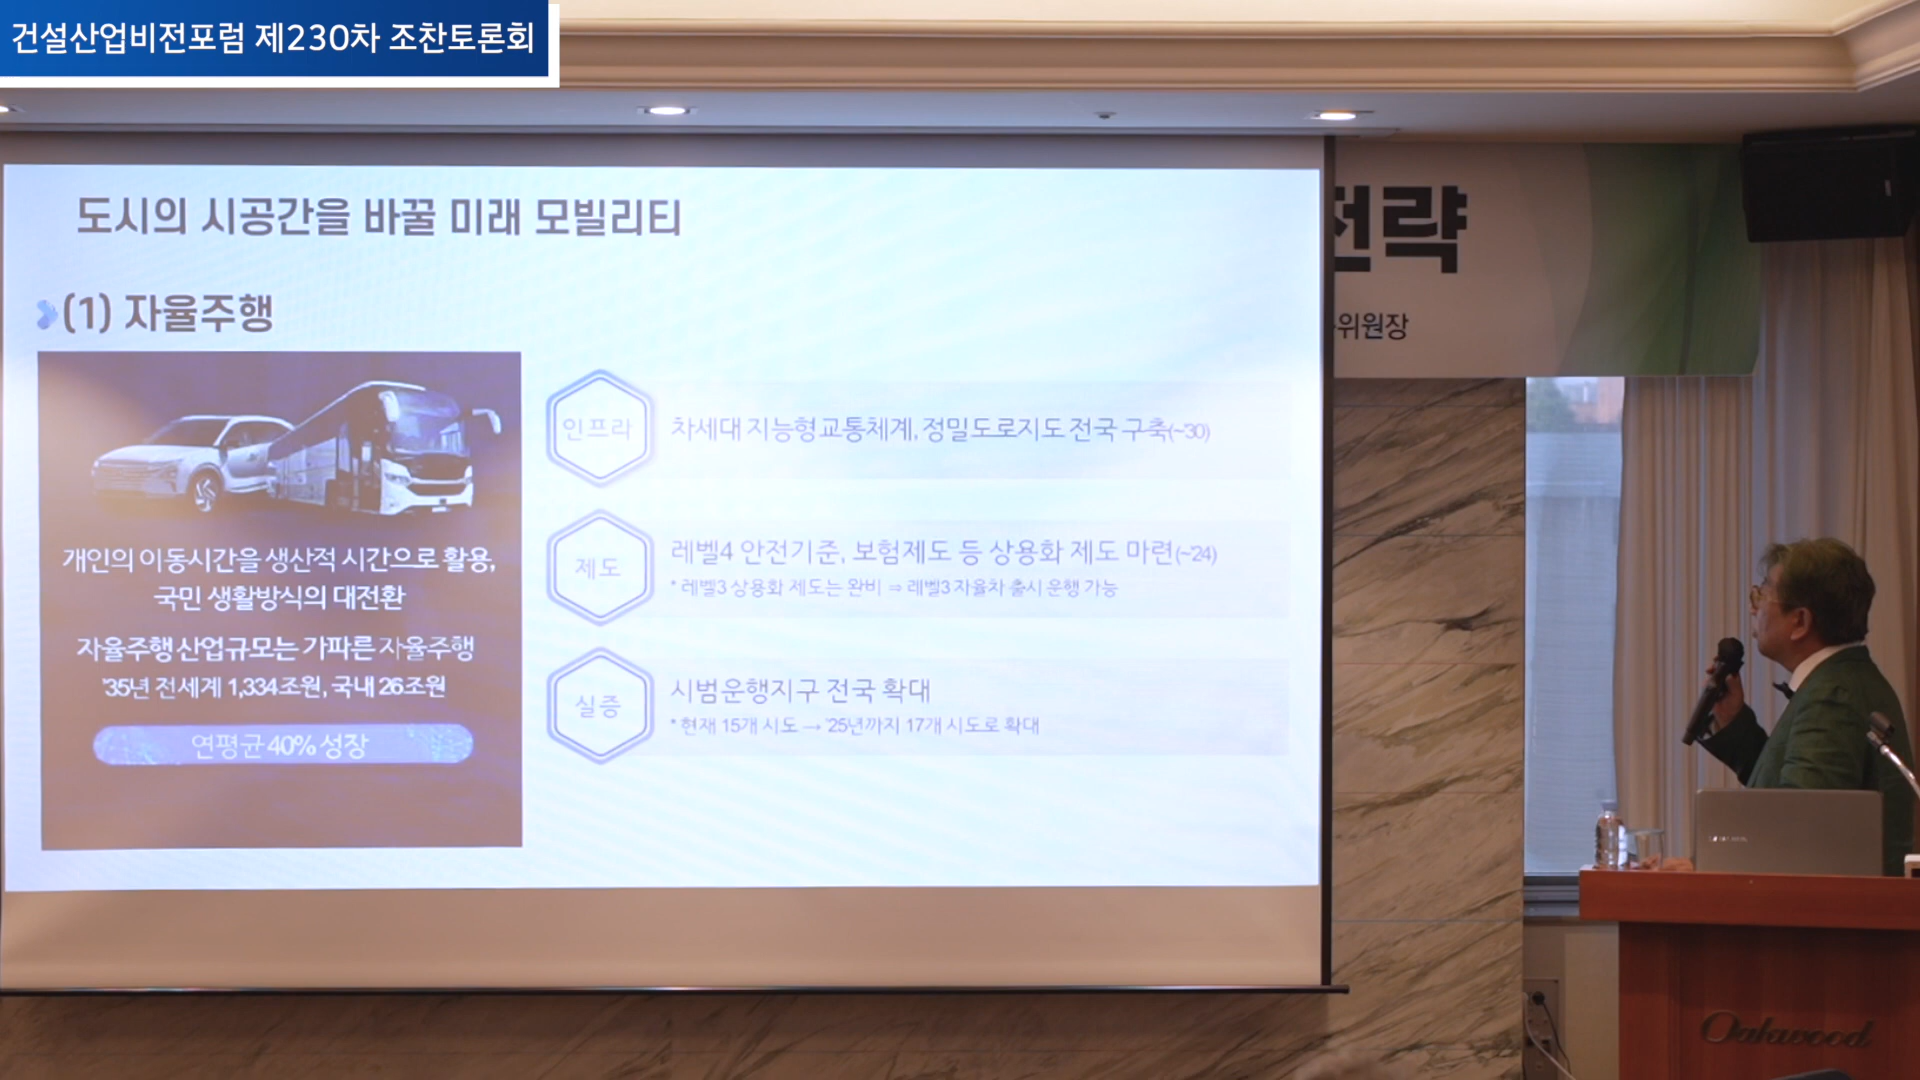 건설산업비전포럼 제230차 조찬토론회
도시의 시공간을 바꿀 미래 모빌리티
(1) 자율주행
개인의 이동시간을 생산적 시간으로 활용,
국민 생활방식의 대전환
자율주행 산업규모는 가파른 자율주행
'35년 전세계 1,334조원, 국내 26조원
연평균 40% 성장
인프라
차세대 지능형교통체계, 정밀도로지도 전국 구축(~'30)
제도
레벨4 안전기준, 보험제도 등 상용화 제도 마련(~'24)
* 레벨3 상용화 제도는 완비 ⇒ 레벨3 자율차 출시 운행 가능
실증
시범운행지구 전국 확대
* 현재 15개 시도 → '25년까지 17개 시도로 확대
전략
위원장
Oakwood